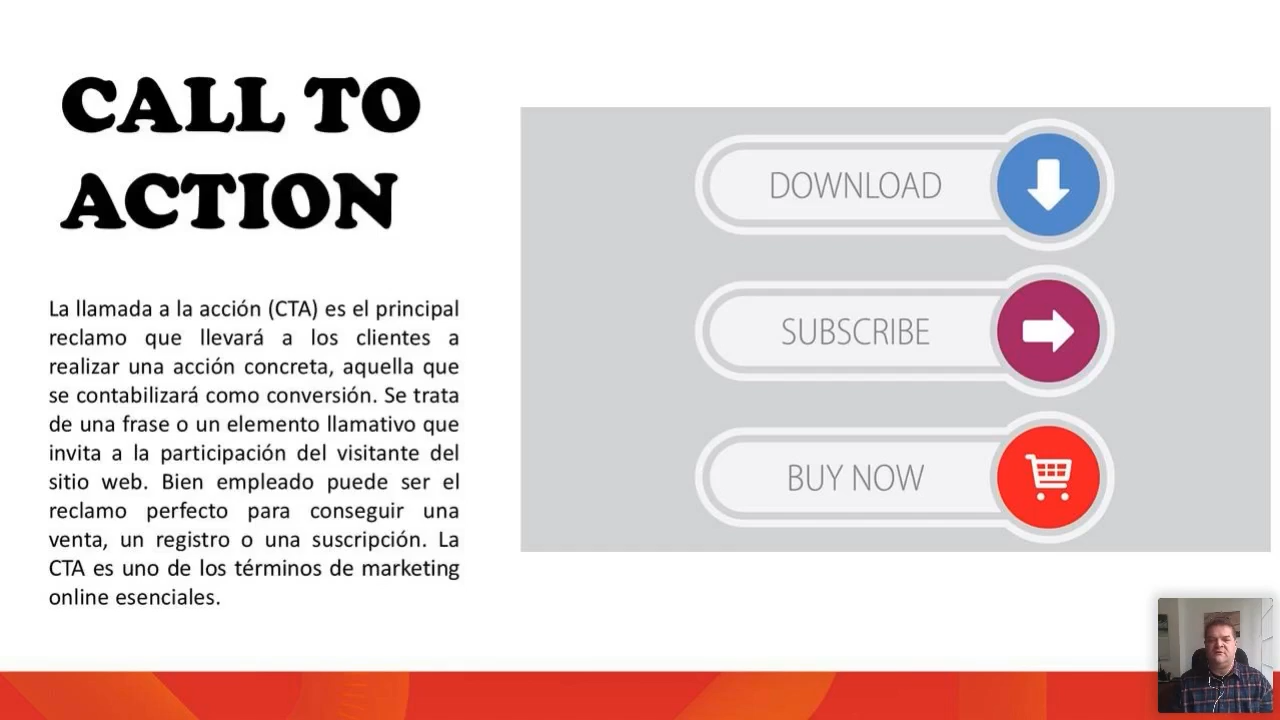 CALL TO
ACTION
La llamada a la acción (CTA) es el principal
reclamo que llevará a los clientes a
realizar una acción concreta, aquella que
se contabilizará como conversión. Se trata
de una frase o un elemento llamativo que
invita a la participación del visitante del
sitio web. Bien empleado puede ser el
reclamo perfecto para conseguir una
venta, un registro o una suscripción. La
CTA es uno de los términos de marketing
online esenciales.
DOWNLOAD
SUBSCRIBE
BUY NOW